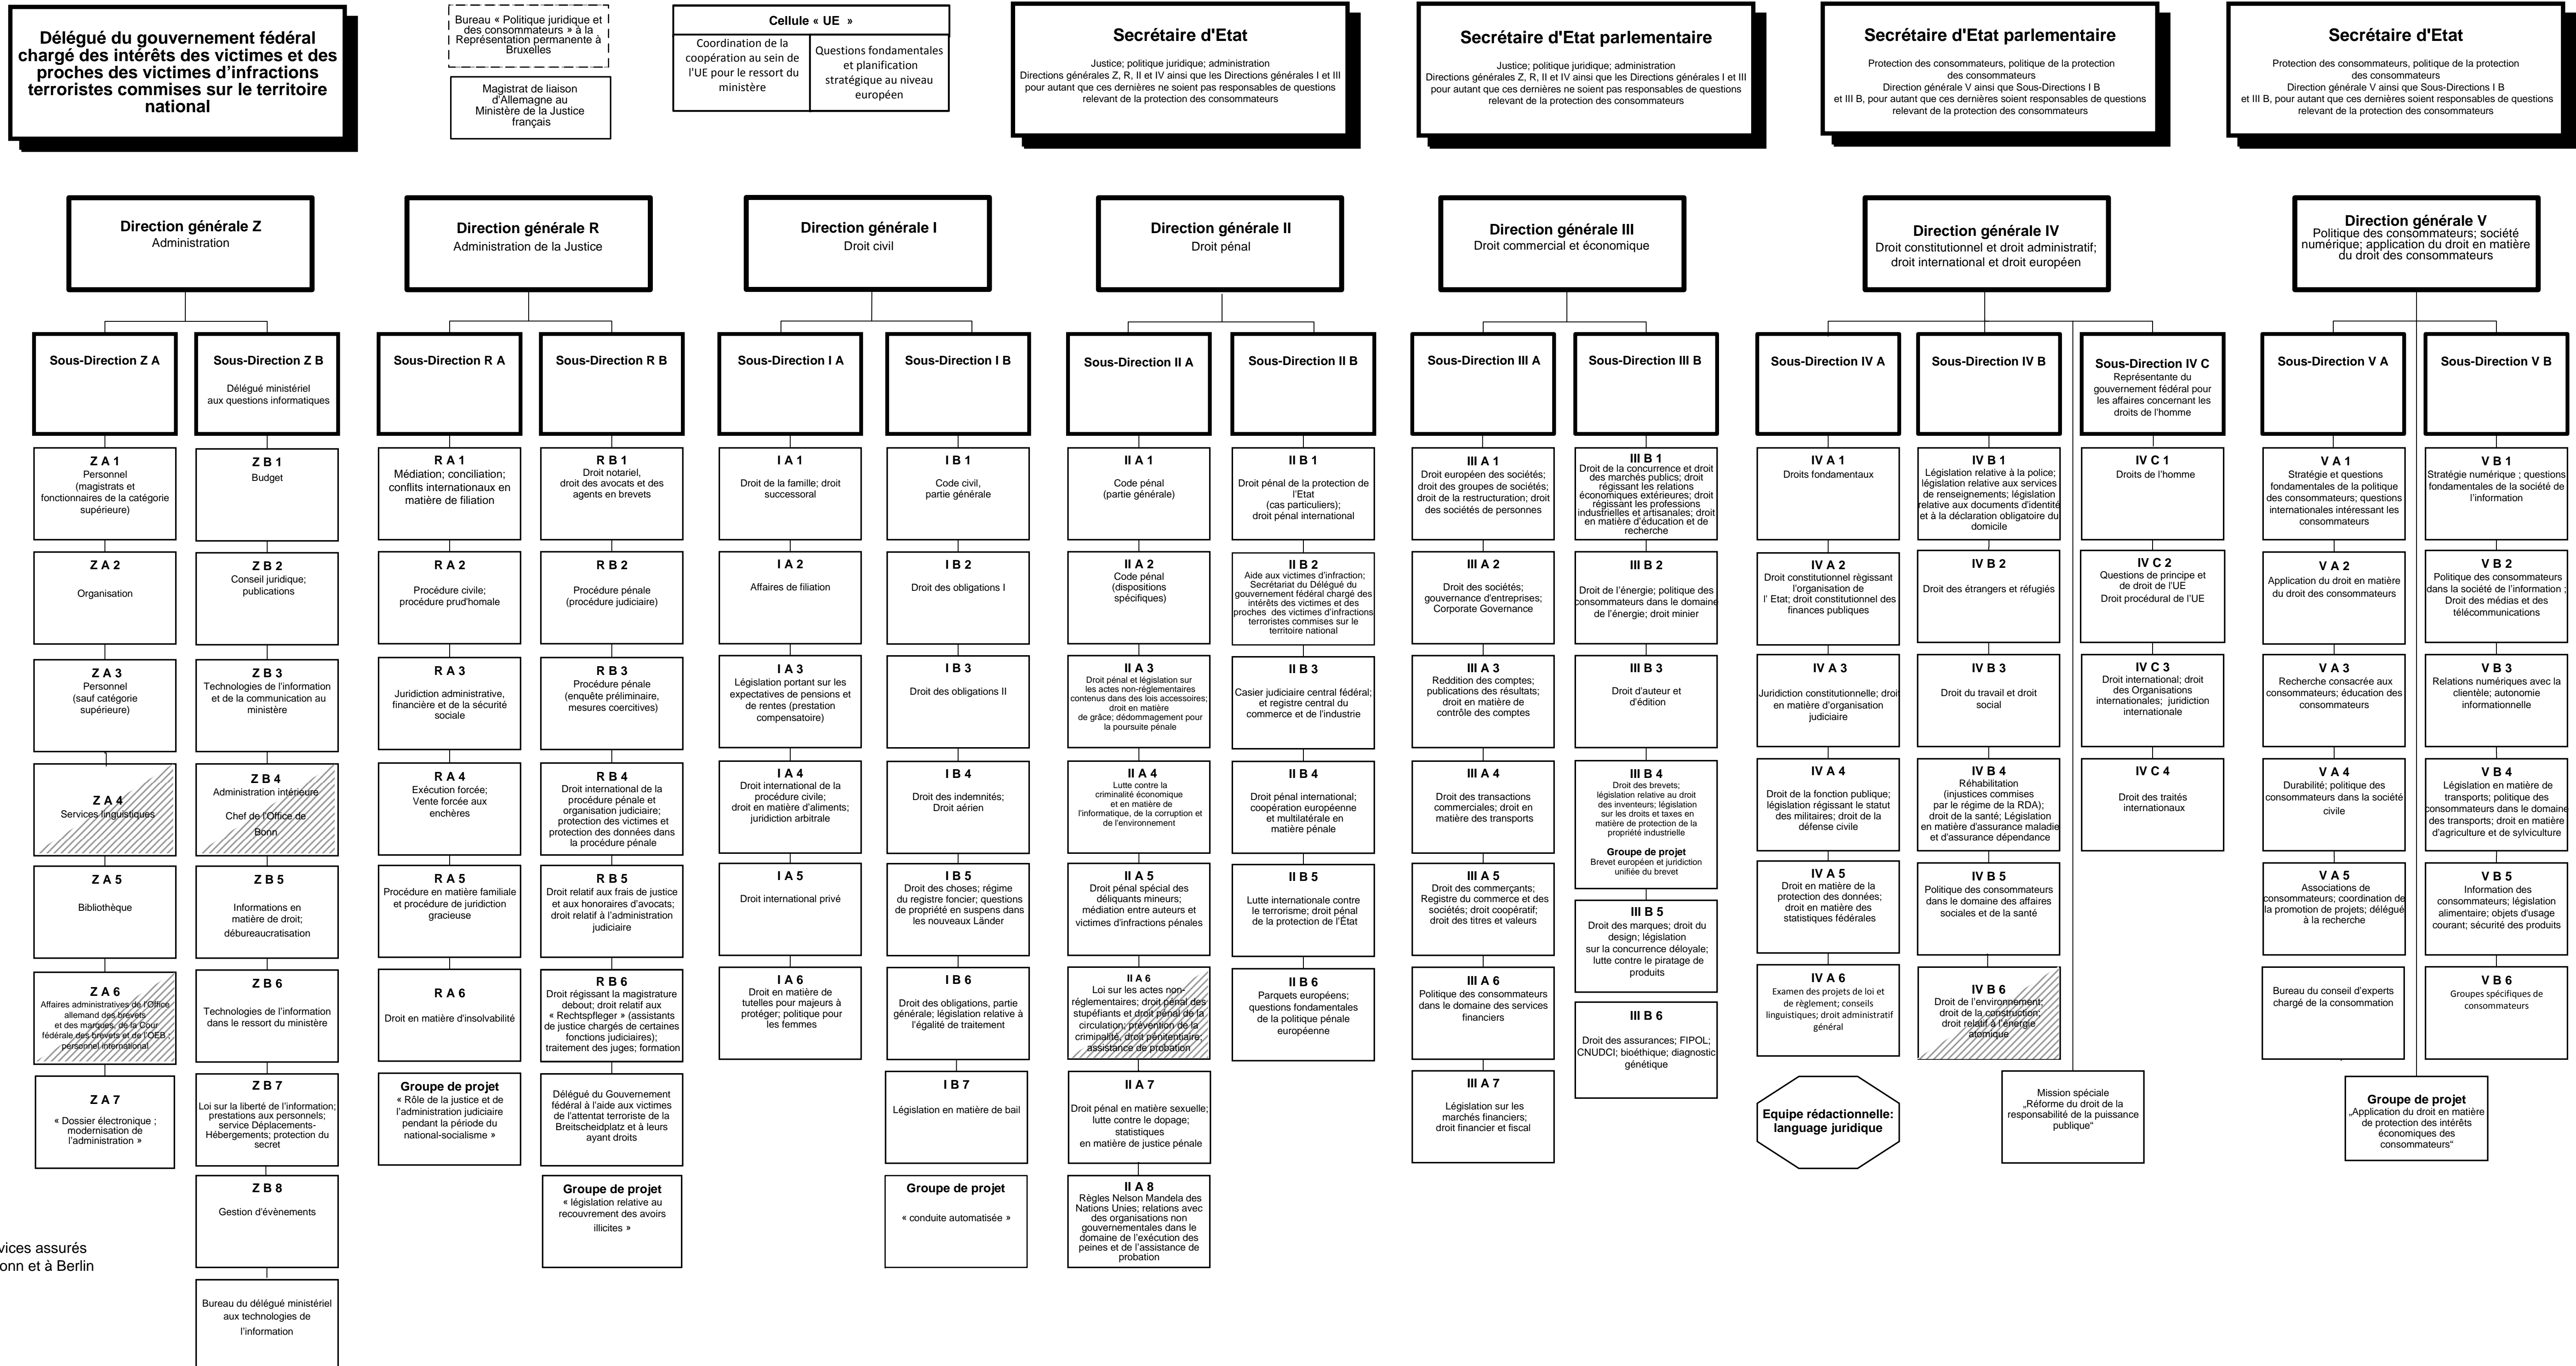 Délégué du gouvernement fédéral
chargé des intérêts des victimes et des
proches des victimes d’infractions
terroristes commises sur le territoire
national
Bureau « Politique juridique et
des consommateurs » à la
Représentation permanente à
Bruxelles
Magistrat de liaison
d’Allemagne au
Ministère de la Justice
français
Cellule « UE »
Coordination de la
coopération au sein de
l’UE pour le ressort du
ministère
Questions fondamentales
et planification
stratégique au niveau
européen
Secrétaire d'Etat
Justice; politique juridique; administration
Directions générales Z, R, II et IV ainsi que les Directions générales I et III
pour autant que ces dernières ne soient pas responsables de questions
relevant de la protection des consommateurs
Secrétaire d'Etat parlementaire
Justice; politique juridique; administration
Directions générales Z, R, II et IV ainsi que les Directions générales I et III
pour autant que ces dernières ne soient pas responsables de questions
relevant de la protection des consommateurs
Secrétaire d'Etat parlementaire
Protection des consommateurs, politique de la protection
des consommateurs
Direction générale V ainsi que Sous-Directions I B
et III B, pour autant que ces dernières soient responsables de questions
relevant de la protection des consommateurs
Secrétaire d'Etat
Protection des consommateurs, politique de la protection
des consommateurs
Direction générale V ainsi que Sous-Directions I B
et III B, pour autant que ces dernières soient responsables de questions
relevant de la protection des consommateurs
Direction générale Z
Administration
Direction générale R
Administration de la Justice
Direction générale I
Droit civil
Direction générale II
Droit pénal
Direction générale III
Droit commercial et économique
Direction générale IV
Droit constitutionnel et droit administratif;
droit international et droit européen
Direction générale V
Politique des consommateurs; société
numérique; application du droit en matière
du droit des consommateurs
Sous-Direction Z A
Z A 1
Personnel
(magistrats et
fonctionnaires de la catégorie
supérieure)
Z A 2
Organisation
Z A 3
Personnel
(sauf catégorie
supérieure)
Z A 4
Services linguistiques
Z A 5
Bibliothèque
Z A 6
Affaires administratives de l’Office
allemand des brevets
et des marques, de la Cour
fédérale des brevets et de l’OEB ;
personnel international
Z A 7
« Dossier électronique ;
modernisation de
l’administration »
vices assurés
onn et à Berlin
Sous-Direction Z B
Délégué ministériel
aux questions informatiques
Z B 1
Budget
Z B 2
Conseil juridique;
publications
Z B 3
Technologies de l’information
et de la communication au
ministère
Z B 4
Administration intérieure
Chef de l’Office de
Bonn
Z B 5
Informations en
matière de droit;
débureaucratisation
Z B 6
Technologies de l’information
dans le ressort du ministère
Z B 7
Loi sur la liberté de l’information;
prestations aux personnels;
service Déplacements-
Hébergements; protection du
secret
Z B 8
Gestion d’évènements
Bureau du délégué ministériel
aux technologies de
l’information
Sous-Direction R A
R A 1
Médiation; conciliation;
conflits internationaux en
matière de filiation
R A 2
Procédure civile;
procédure prud’homale
R A 3
Juridiction administrative,
financière et de la sécurité
sociale
R A 4
Exécution forcée;
Vente forcée aux
enchères
R A 5
Procédure en matière familiale
et procédure de juridiction
gracieuse
R A 6
Droit en matière d’insolvabilité
Groupe de projet
« Rôle de la justice et de
l’administration judiciaire
pendant la période du
national-socialisme »
Sous-Direction R B
R B 1
Droit notariel,
droit des avocats et des
agents en brevets
R B 2
Procédure pénale
(procédure judiciaire)
R B 3
Procédure pénale
(enquête préliminaire,
mesures coercitives)
R B 4
Droit international de la
procédure pénale et
organisation judiciaire;
protection des victimes et
protection des données dans
la procédure pénale
R B 5
Droit relatif aux frais de justice
et aux honoraires d’avocats;
droit relatif à l’administration
judiciaire
R B 6
Droit régissant la magistrature
debout; droit relatif aux
« Rechtspfleger » (assistants
de justice chargés de certaines
fonctions judiciaires);
traitement des juges; formation
Délégué du Gouvernement
fédéral à l’aide aux victimes
de l’attentat terroriste de la
Breitscheidplatz et à leurs
ayant droits
Groupe de projet
« législation relative au
recouvrement des avoirs
illicites »
Sous-Direction I A
I A 1
Droit de la famille; droit
successoral
I A 2
Affaires de filiation
I A 3
Législation portant sur les
expectatives de pensions et
de rentes (prestation
compensatoire)
I A 4
Droit international de la
procédure civile;
droit en matière d’aliments;
juridiction arbitrale
I A 5
Droit international privé
I A 6
Droit en matière de
tutelles pour majeurs à
protéger; politique pour
les femmes
Sous-Direction I B
I B 1
Code civil,
partie générale
I B 2
Droit des obligations I
I B 3
Droit des obligations II
I B 4
Droit des indemnités;
Droit aérien
I B 5
Droit des choses; régime
du registre foncier; questions
de propriété en suspens dans
les nouveaux Länder
I B 6
Droit des obligations, partie
générale; législation relative à
l’égalité de traitement
I B 7
Législation en matière de bail
Groupe de projet
« conduite automatisée »
Sous-Direction II A
II A 1
Code pénal
(partie générale)
II A 2
Code pénal
(dispositions
spécifiques)
II A 3
Droit pénal et législation sur
les actes non-réglementaires
contenus dans des lois accessoires;
droit en matière
de grâce; dédommagement pour
la poursuite pénale
II A 4
Lutte contre la
criminalité économique
et en matière de
l’informatique, de la corruption et
de l’environnement
II A 5
Droit pénal spécial des
déliquants mineurs;
médiation entre auteurs et
victimes d’infractions pénales
II A 6
Loi sur les actes non-
réglementaires; droit pénal des
stupéfiants et droit pénal de la
circulation; prévention de la
criminalité, droit pénitentiaire;
assistance de probation
II A 7
Droit pénal en matière sexuelle;
lutte contre le dopage;
statistiques
en matière de justice pénale
II A 8
Règles Nelson Mandela des
Nations Unies; relations avec
des organisations non
gouvernementales dans le
domaine de l’exécution des
peines et de l’assistance de
probation
Sous-Direction II B
II B 1
Droit pénal de la protection de
l’Etat
(cas particuliers);
droit pénal international
II B 2
Aide aux victimes d’infraction;
Secrétariat du Délégué du
gouvernement fédéral chargé des
intérêts des victimes et des
proches des victimes d’infractions
terroristes commises sur le
territoire national
II B 3
Casier judiciaire central fédéral;
et registre central du
commerce et de l’industrie
II B 4
Droit pénal international;
coopération européenne
et multilatérale en
matière pénale
II B 5
Lutte internationale contre
le terrorisme; droit pénal
de la protection de l’État
II B 6
Parquets européens;
questions fondamentales
de la politique pénale
européenne
Sous-Direction III A
III A 1
Droit européen des sociétés;
droit des groupes de sociétés;
droit de la restructuration; droit
des sociétés de personnes
III A 2
Droit des sociétés;
gouvernance d’entreprises;
Corporate Governance
III A 3
Reddition des comptes;
publications des résultats;
droit en matière de
contrôle des comptes
III A 4
Droit des transactions
commerciales; droit en
matière des transports
III A 5
Droit des commerçants;
Registre du commerce et des
sociétés; droit coopératif;
droit des titres et valeurs
III A 6
Politique des consommateurs
dans le domaine des services
financiers
III A 7
Législation sur les
marchés financiers;
droit financier et fiscal
Sous-Direction III B
III B 1
Droit de la concurrence et droit
des marchés publics; droit
régissant les relations
économiques extérieures; droit
régissant les professions
industrielles et artisanales; droit
en matière d’éducation et de
recherche
III B 2
Droit de l’énergie; politique des
consommateurs dans le domaine
de l’énergie; droit minier
III B 3
Droit d’auteur et
d’édition
III B 4
Droit des brevets;
législation relative au droit
des inventeurs; législation
sur les droits et taxes en
matière de protection de la
propriété industrielle
Groupe de projet
Brevet européen et juridiction
unifiée du brevet
III B 5
Droit des marques; droit du
design; législation
sur la concurrence déloyale;
lutte contre le piratage de
produits
III B 6
Droit des assurances; FIPOL;
CNUDCI; bioéthique; diagnostic
génétique
Sous-Direction IV A
IV A 1
Droits fondamentaux
IV A 2
Droit constitutionnel règissant
l’organisation de
l’ Etat; droit constitutionnel des
finances publiques
IV A 3
Juridiction constitutionnelle; droit
en matière d’organisation
judiciaire
IV A 4
Droit de la fonction publique;
législation régissant le statut
des militaires; droit de la
défense civile
IV A 5
Droit en matière de la
protection des données;
droit en matière des
statistiques fédérales
IV A 6
Examen des projets de loi et
de règlement; conseils
linguistiques; droit administratif
général
Equipe rédactionnelle:
language juridique
Sous-Direction IV B
IV B 1
Législation relative à la police;
législation relative aux services
de renseignements; législation
relative aux documents d’identité
et à la déclaration obligatoire du
domicile
IV B 2
Droit des étrangers et réfugiés
IV B 3
Droit du travail et droit
social
IV B 4
Réhabilitation
(injustices commises
par le régime de la RDA);
droit de la santé; Législation
en matière d’assurance maladie
et d’assurance dépendance
IV B 5
Politique des consommateurs
dans le domaine des affaires
sociales et de la santé
IV B 6
Droit de l’environnement;
droit de la construction;
droit relatif à l’énergie
atomique
Sous-Direction IV C
Représentante du
gouvernement fédéral pour
les affaires concernant les
droits de l’homme
IV C 1
Droits de l’homme
IV C 2
Questions de principe et
de droit de l’UE
Droit procédural de l’UE
IV C 3
Droit international; droit
des Organisations
internationales; juridiction
internationale
IV C 4
Droit des traités
internationaux
Mission spéciale
„Réforme du droit de la
responsabilité de la puissance
publique“
Sous-Direction V A
V A 1
Stratégie et questions
fondamentales de la politique
des consommateurs; questions
internationales intéressant les
consommateurs
V A 2
Application du droit en matière
du droit des consommateurs
V A 3
Recherche consacrée aux
consommateurs; éducation des
consommateurs
V A 4
Durabilité; politique des
consommateurs dans la société
civile
V A 5
Associations de
consommateurs; coordination de
la promotion de projets; délégué
à la recherche
Bureau du conseil d’experts
chargé de la consommation
Sous-Direction V B
V B 1
Stratégie numérique ; questions
fondamentales de la société de
l’information
V B 2
Politique des consommateurs
dans la société de l’information ;
Droit des médias et des
télécommunications
V B 3
Relations numériques avec la
clientèle; autonomie
informationnelle
V B 4
Législation en matière de
transports; politique des
consommateurs dans le domaine
des transports; droit en matière
d’agriculture et de sylviculture
V B 5
Information des
consommateurs; législation
alimentaire; objets d’usage
courant; sécurité des produits
V B 6
Groupes spécifiques de
consommateurs
Groupe de projet
„Application du droit en matière
de protection des intérêts
économiques des
consommateurs“